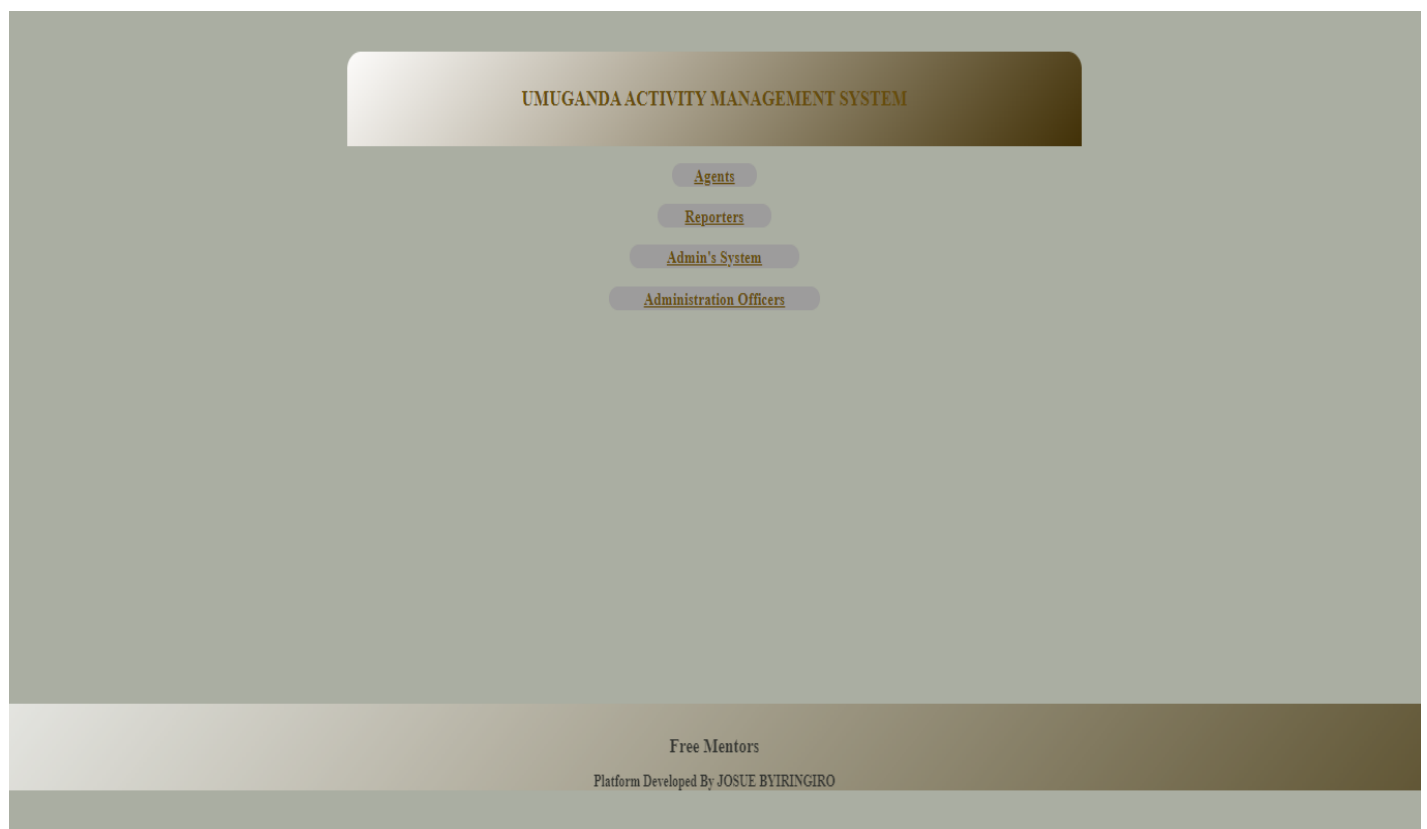 UMUGANDA ACTIVITY MANAGEMENT SYSTEM
Agents
Reporters
Admin's System
Administration Officers
Free Mentors
Platform Developed By JOSUE BYIRINGIRO